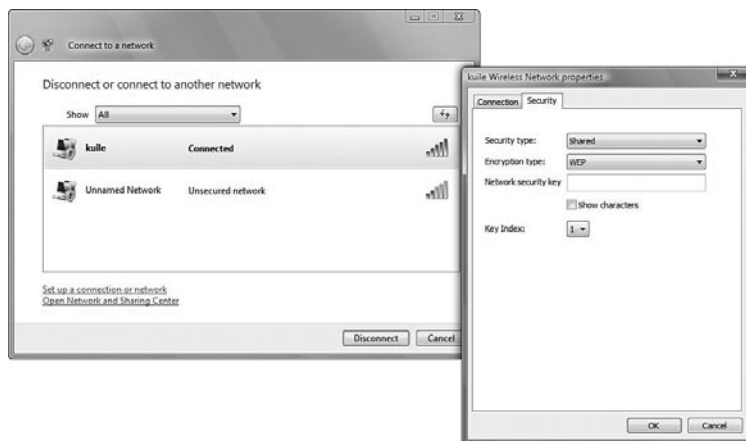 Connect to a network
Disconnect or connect to another network
Show All
kuile Connected
Unnamed Network Unsecured network
Set up a connection or network
Open Network and Sharing Center
Disconnect Cancel
kuile Wireless Network properties
Connection Security
Security type: Shared
Encryption type: WEP
Network security key
Show characters
Key Index: 1
OK Cancel